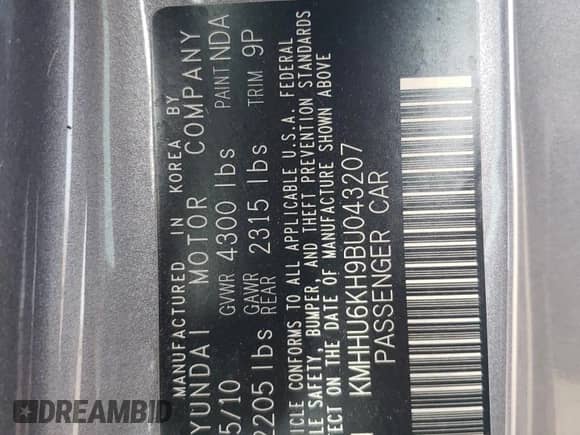 MANUFACTURED IN KOREA BY
YUNDAI MOTOR COMPANY
5/10 GVWR 4300 lbs PAINT NDA
2205 lbs GAWR REAR 2315 lbs TRIM 9P
ICLE CONFORMS TO ALL APPLICABLE U.S.A. FEDERAL
LE SAFETY, BUMPER, AND THEFT PREVENTION STANDARDS
ECT ON THE DATE OF MANUFACTURE SHOWN ABOVE
KMHHU6KH9BU043207
PASSENGER CAR
DREAMBID